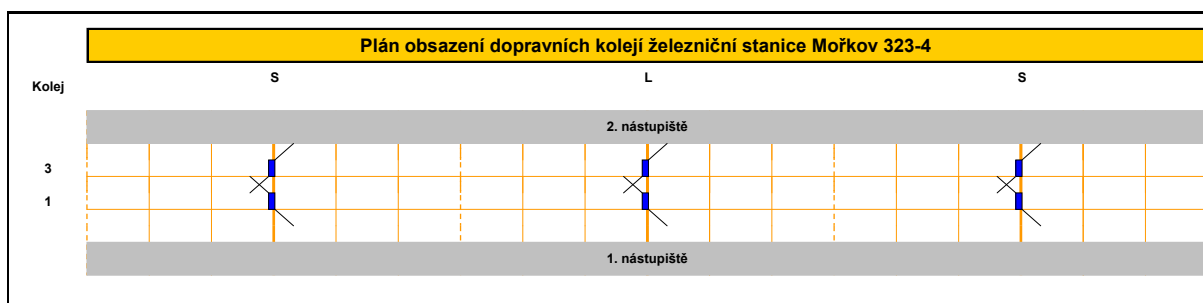 Plán obsazení dopravních kolejí železniční stanice Mořkov 323-4
S L S
Kolej
2. nástupiště
3
1
1. nástupiště